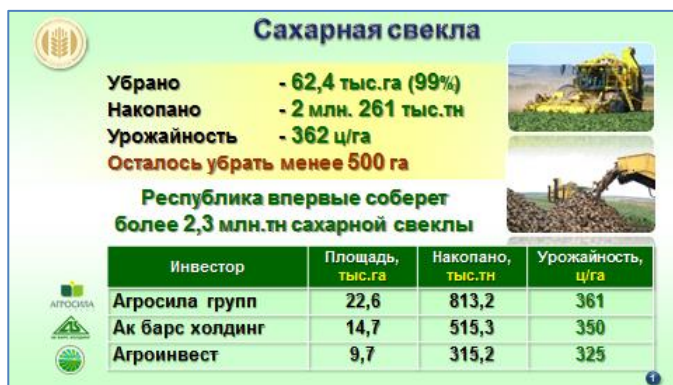 Сахарная свекла
Убрано - 62,4 тыс.га (99%)
Накопано - 2 млн. 261 тыс.тн
Урожайность - 362 ц/га
Осталось убрать менее 500 га
Республика впервые соберет
более 2,3 млн.тн сахарной свеклы
Инвестор Площадь, тыс.га Накопано, тыс.тн Урожайность, ц/га
Агросила групп 22,6 813,2 361
Ак барс холдинг 14,7 515,3 350
Агроинвест 9,7 315,2 325
АГРОСИЛА
АК БАРС ХОЛДИНГ
1